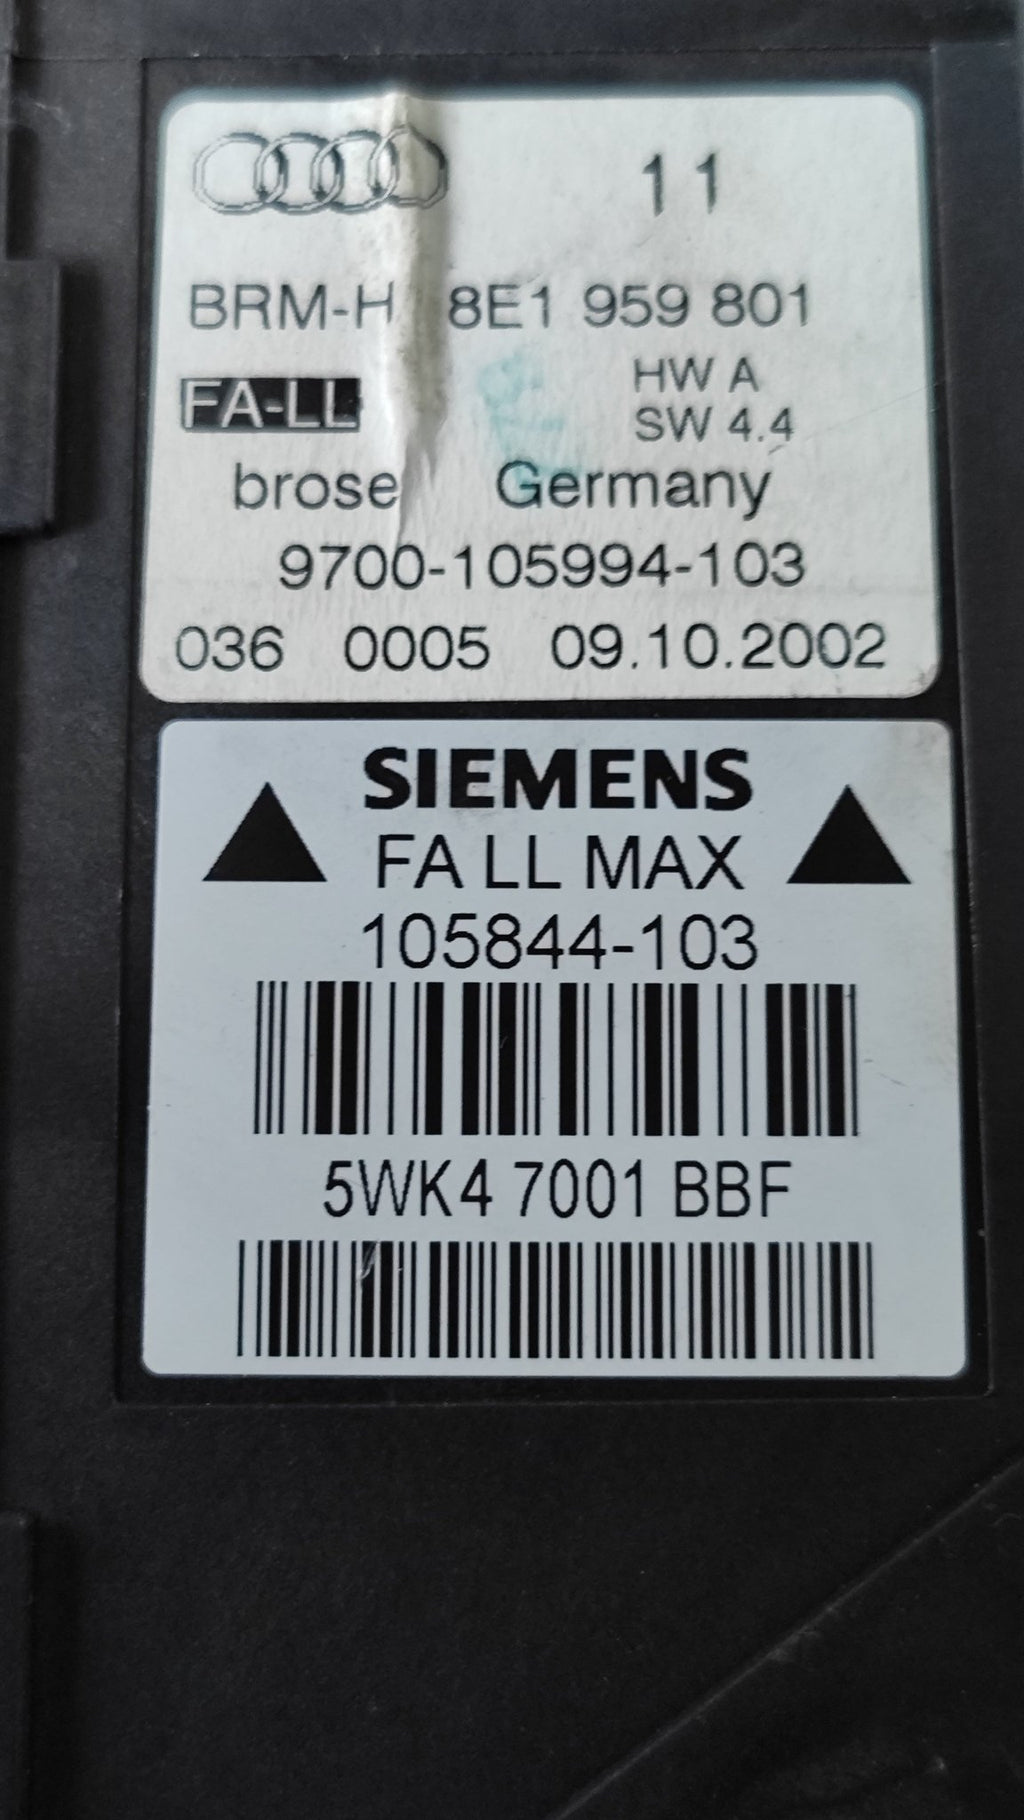 11
BRM-H 8E1 959 801
HW A
FA-LL
SW 4.4
brose Germany
9700-105994-103
036 0005 09.10.2002
SIEMENS
FA LL MAX
105844-103
5WK4 7001 BBF